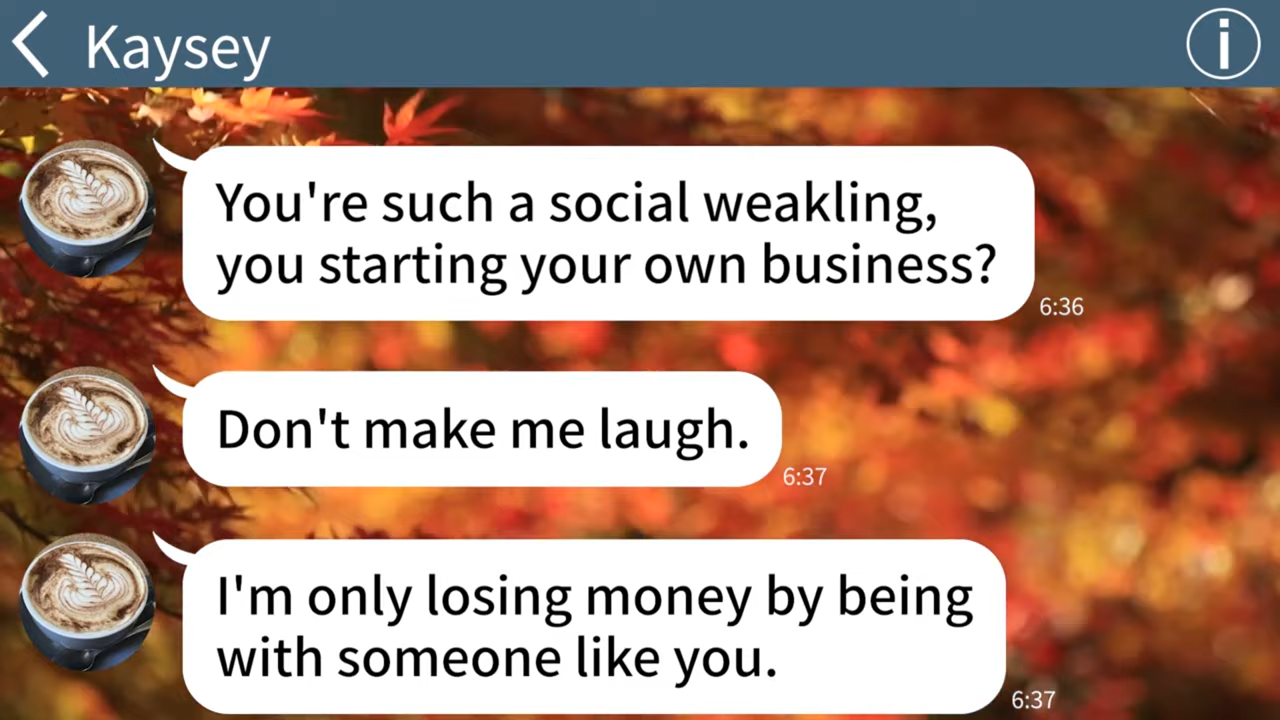 Kaysey
You're such a social weakling,
you starting your own business?
6:36
Don't make me laugh.
6:37
I'm only losing money by being
with someone like you.
6:37